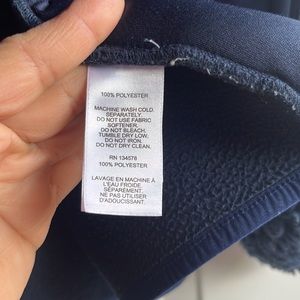 100% POLYESTER
MACHINE WASH COLD.
SEPARATELY.
DO NOT USE FABRIC
SOFTENER.
DO NOT BLEACH.
TUMBLE DRY LOW.
DO NOT IRON.
DO NOT DRY CLEAN.
RN 134578
100% POLYESTER
LAVAGE EN MACHINE À
L'EAU FROIDE.
SÉPAREMENT.
NE PAS UTILISER
D'ADOUCISSANT.